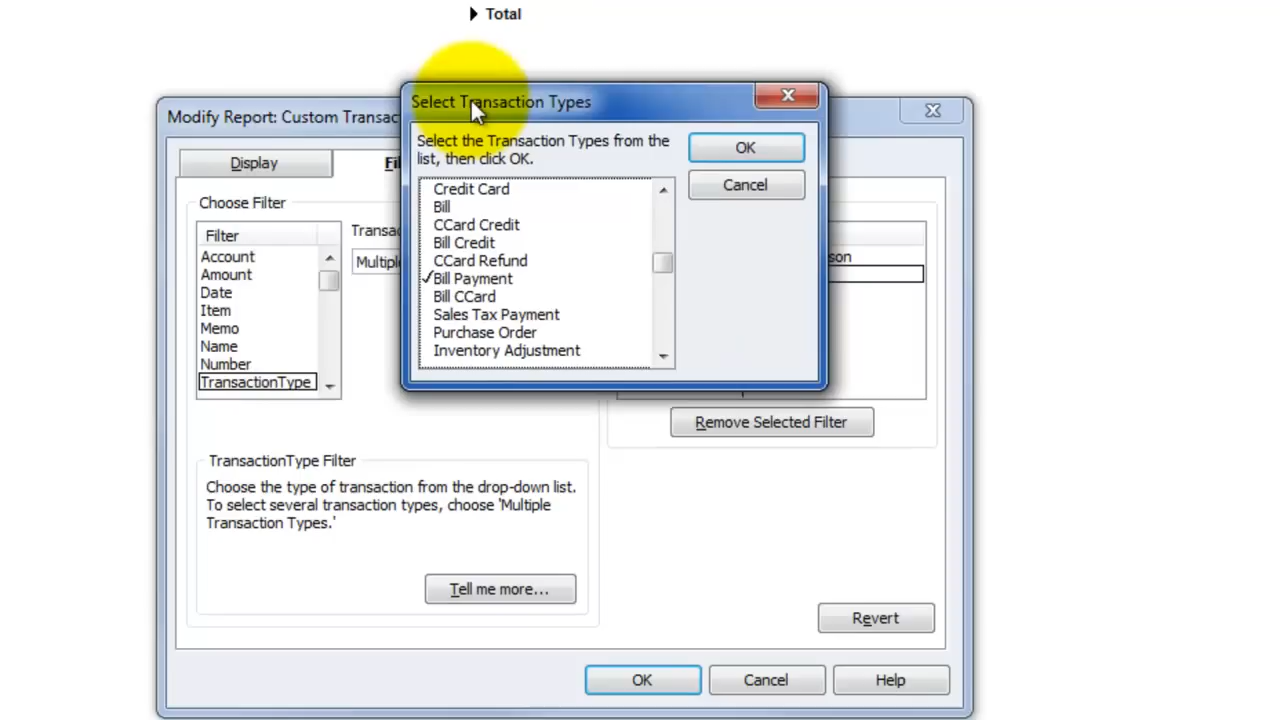 Total
Modify Report: Custom Transac
Select Transaction Types
Select the Transaction Types from the
list, then click OK.
OK
Cancel
Credit Card
Bill
CCard Credit
Bill Credit
CCard Refund
✓Bill Payment
Bill CCard
Sales Tax Payment
Purchase Order
Inventory Adjustment
Display
Fil
Choose Filter
Filter
Account
Amount
Date
Item
Memo
Name
Number
TransactionType
Transac
Multiple
son
Remove Selected Filter
TransactionType Filter
Choose the type of transaction from the drop-down list.
To select several transaction types, choose 'Multiple
Transaction Types.'
Tell me more...
Revert
OK
Cancel
Help